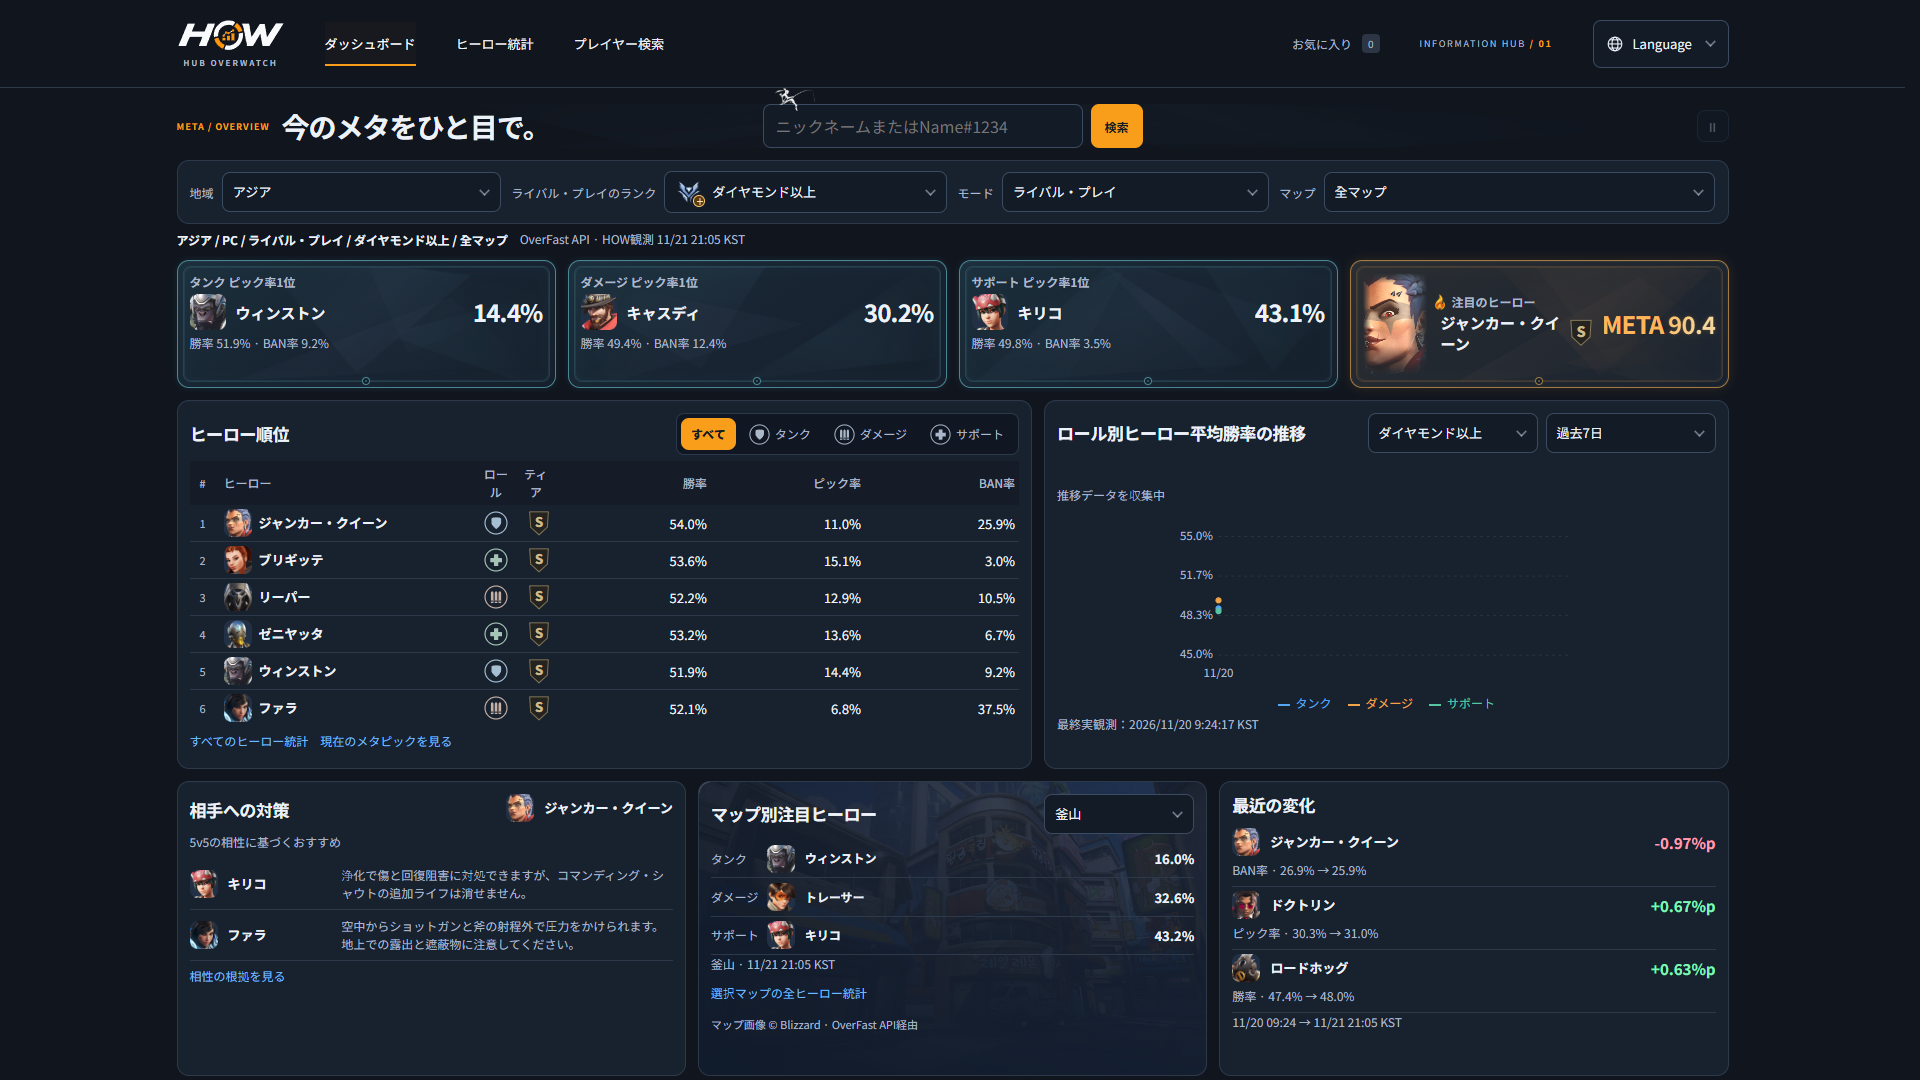 HOW
HUB OVERWATCH
ダッシュボード
ヒーロー統計
プレイヤー検索
お気に入り 0
INFORMATION HUB / 01
Language
META / OVERVIEW
今のメタをひと目で。
ニックネームまたはName#1234
検索
地域
アジア
ライバル・プレイのランク
ダイヤモンド以上
モード
ライバル・プレイ
マップ
全マップ
アジア / PC / ライバル・プレイ / ダイヤモンド以上 / 全マップ OverFast API · HOW観測 11/21 21:05 KST
タンク ピック率1位
ウィンストン 14.4%
勝率 51.9% · BAN率 9.2%
ダメージ ピック率1位
キャスディ 30.2%
勝率 49.4% · BAN率 12.4%
サポート ピック率1位
キリコ 43.1%
勝率 49.8% · BAN率 3.5%
注目のヒーロー
ジャンカー・クイ
ーン
S
META 90.4
ヒーロー順位
すべて タンク ダメージ サポート
# ヒーロー ロー
ル ティ
ア 勝率 ピック率 BAN率
1 ジャンカー・クイーン S 54.0% 11.0% 25.9%
2 ブリギッテ S 53.6% 15.1% 3.0%
3 リーパー S 52.2% 12.9% 10.5%
4 ゼニヤッタ S 53.2% 13.6% 6.7%
5 ウィンストン S 51.9% 14.4% 9.2%
6 ファラ S 52.1% 6.8% 37.5%
すべてのヒーロー統計 現在のメタピックを見る
ロール別ヒーロー平均勝率の推移
ダイヤモンド以上
過去7日
推移データを収集中
55.0%
51.7%
48.3%
45.0%
11/20
タンク ダメージ サポート
最終実観測：2026/11/20 9:24:17 KST
相手への対策
ジャンカー・クイーン
5v5の相性に基づくおすすめ
キリコ
浄化で傷と回復阻害に対処できますが、コマンディング・シ
ャウトの追加ライフは消せません。
ファラ
空中からショットガンと斧の射程外で圧力をかけられます。
地上での露出と遮蔽物に注意してください。
相性の根拠を見る
マップ別注目ヒーロー
釜山
タンク ウィンストン 16.0%
ダメージ トレーサー 32.6%
サポート キリコ 43.2%
釜山 · 11/21 21:05 KST
選択マップの全ヒーロー統計
マップ画像 © Blizzard · OverFast API経由
最近の変化
ジャンカー・クイーン -0.97%p
BAN率 · 26.9% → 25.9%
ドクトリン +0.67%p
ピック率 · 30.3% → 31.0%
ロードホッグ +0.63%p
勝率 · 47.4% → 48.0%
11/20 09:24 → 11/21 21:05 KST